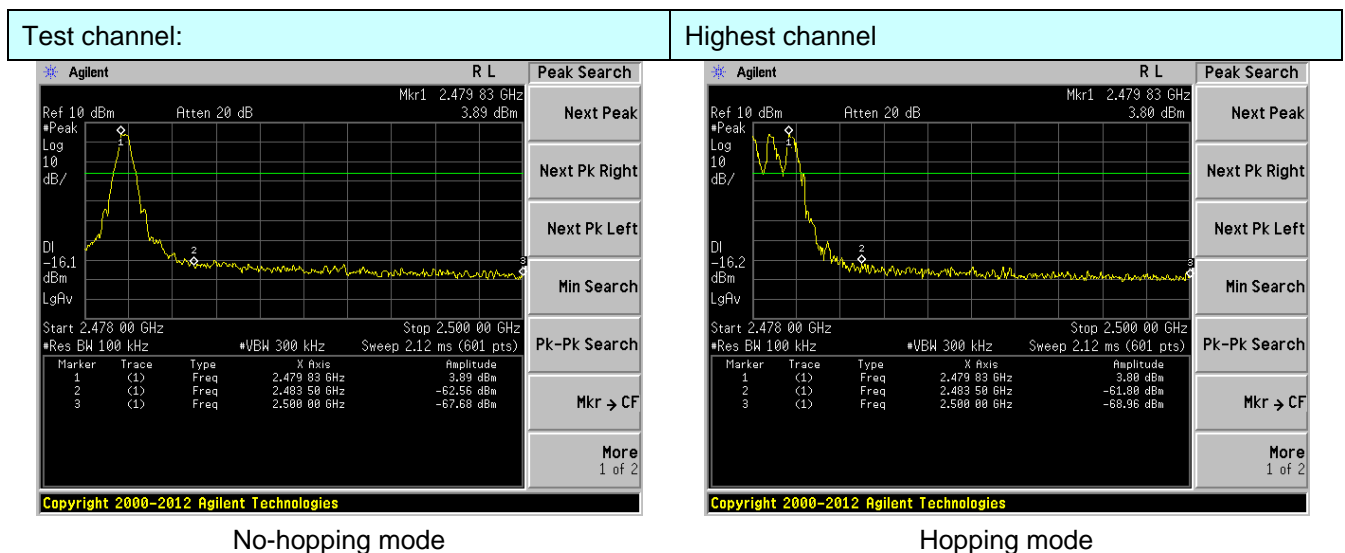 Test channel: Highest channel
Agilent R L Peak Search
Mkr1 2.479 83 GHz
Ref 10 dBm Atten 20 dB 3.89 dBm
#Peak
Log
10
dB/
1
2
3
DI
-16.1
dBm
LgAv
Start 2.478 00 GHz Stop 2.500 00 GHz
#Res BW 100 kHz #VBW 300 kHz Sweep 2.12 ms (601 pts)
Marker Trace Type X Axis Amplitude
1 (1) Freq 2.479 83 GHz 3.89 dBm
2 (1) Freq 2.483 50 GHz -62.56 dBm
3 (1) Freq 2.500 00 GHz -67.68 dBm
Next Peak
Next Pk Right
Next Pk Left
Min Search
Pk-Pk Search
Mkr → CF
More
1 of 2
Copyright 2000-2012 Agilent Technologies
No-hopping mode
Agilent R L Peak Search
Mkr1 2.479 83 GHz
Ref 10 dBm Atten 20 dB 3.80 dBm
#Peak
Log
10
dB/
1
2
3
DI
-16.2
dBm
LgAv
Start 2.478 00 GHz Stop 2.500 00 GHz
#Res BW 100 kHz #VBW 300 kHz Sweep 2.12 ms (601 pts)
Marker Trace Type X Axis Amplitude
1 (1) Freq 2.479 83 GHz 3.80 dBm
2 (1) Freq 2.483 50 GHz -61.80 dBm
3 (1) Freq 2.500 00 GHz -68.96 dBm
Next Peak
Next Pk Right
Next Pk Left
Min Search
Pk-Pk Search
Mkr → CF
More
1 of 2
Copyright 2000-2012 Agilent Technologies
Hopping mode